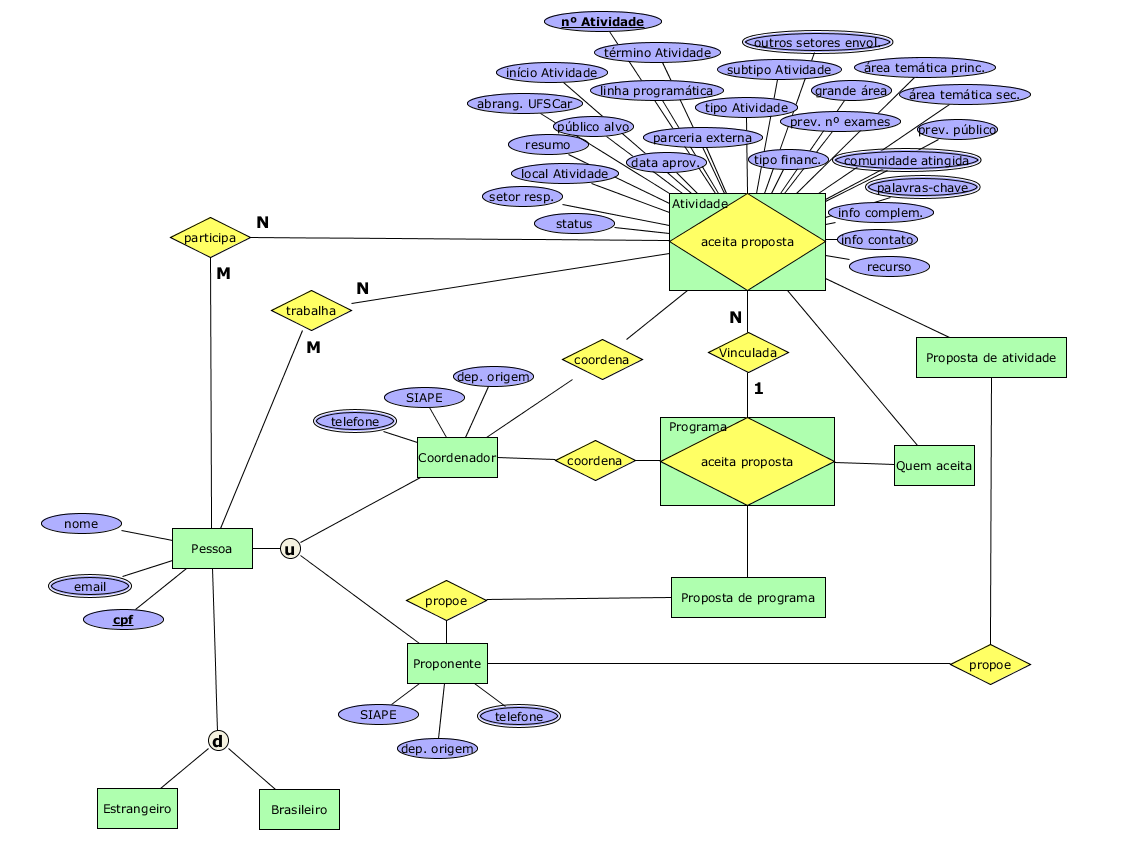 nº Atividade
outros setores envol.
término Atividade
início Atividade
subtipo Atividade
área temática princ.
linha programática
grande área
área temática sec.
abrang. UFSCar
tipo Atividade
público alvo
prev. nº exames
prev. público
resumo
parceria externa
data aprov.
tipo financ.
comunidade atingida
local Atividade
palavras-chave
setor resp.
Atividade
info complem.
status
N
participa
aceita proposta
info contato
M
recurso
N
trabalha
N
M
Vinculada
coordena
Proposta de atividade
dep. origem
1
SIAPE
telefone
Programa
Coordenador
coordena
aceita proposta
Quem aceita
nome
Pessoa
u
email
cpf
propoe
Proposta de programa
Proponente
propoe
SIAPE
telefone
dep. origem
d
Estrangeiro
Brasileiro